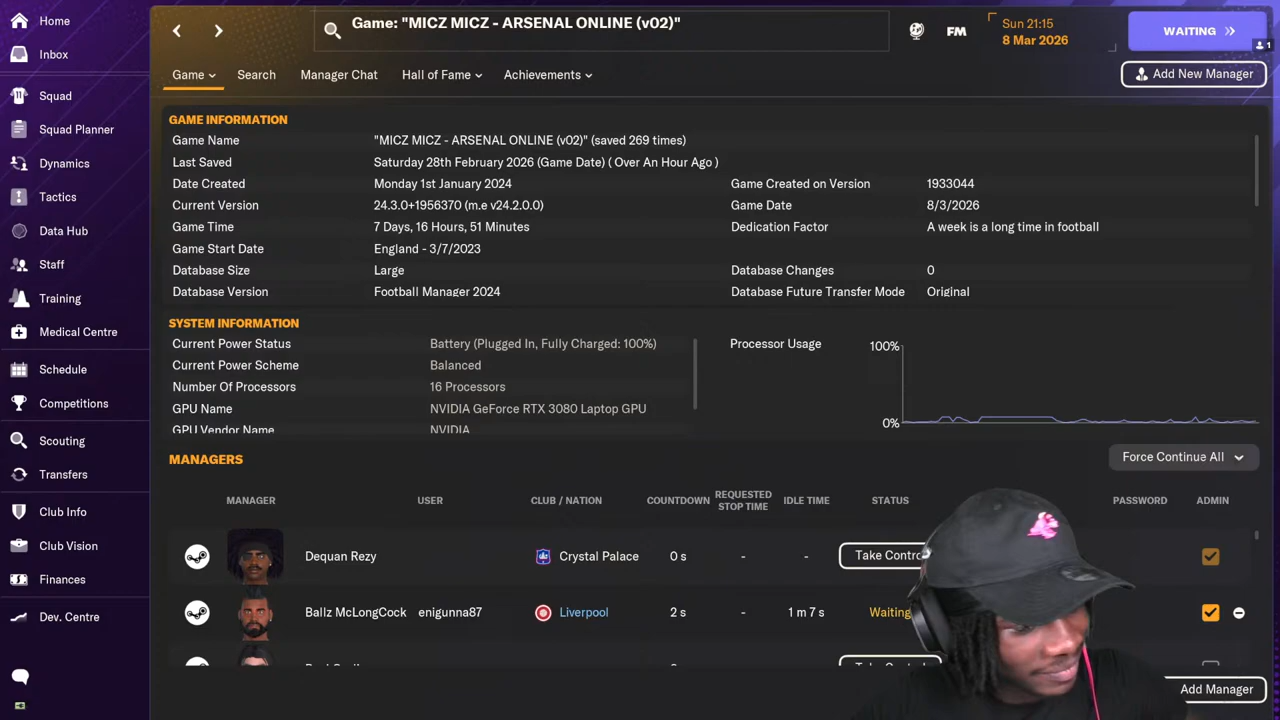 Home
Game: "MICZ MICZ - ARSENAL ONLINE (v02)"
FM
Sun 21:15
8 Mar 2026
WAITING
1
Inbox
Game
Search
Manager Chat
Hall of Fame
Achievements
Add New Manager
Squad
Squad Planner
Dynamics
Tactics
Data Hub
Staff
Training
Medical Centre
Schedule
Competitions
Scouting
Transfers
Club Info
Club Vision
Finances
Dev. Centre
GAME INFORMATION
Game Name "MICZ MICZ - ARSENAL ONLINE (v02)" (saved 269 times)
Last Saved Saturday 28th February 2026 (Game Date) ( Over An Hour Ago )
Date Created Monday 1st January 2024 Game Created on Version 1933044
Current Version 24.3.0+1956370 (m.e v24.2.0.0) Game Date 8/3/2026
Game Time 7 Days, 16 Hours, 51 Minutes Dedication Factor A week is a long time in football
Game Start Date England - 3/7/2023
Database Size Large Database Changes 0
Database Version Football Manager 2024 Database Future Transfer Mode Original
SYSTEM INFORMATION
Current Power Status Battery (Plugged In, Fully Charged: 100%) Processor Usage 100%
Current Power Scheme Balanced
Number Of Processors 16 Processors
GPU Name NVIDIA GeForce RTX 3080 Laptop GPU
0%
GPU Vendor Name NVIDIA
MANAGERS
Force Continue All
MANAGER USER CLUB / NATION COUNTDOWN REQUESTED STOP TIME IDLE TIME STATUS PASSWORD ADMIN
Dequan Rezy Crystal Palace 0 s - - Take Contro
Ballz McLongCock enigunna87 Liverpool 2 s - 1 m 7 s Waiting
Add Manager